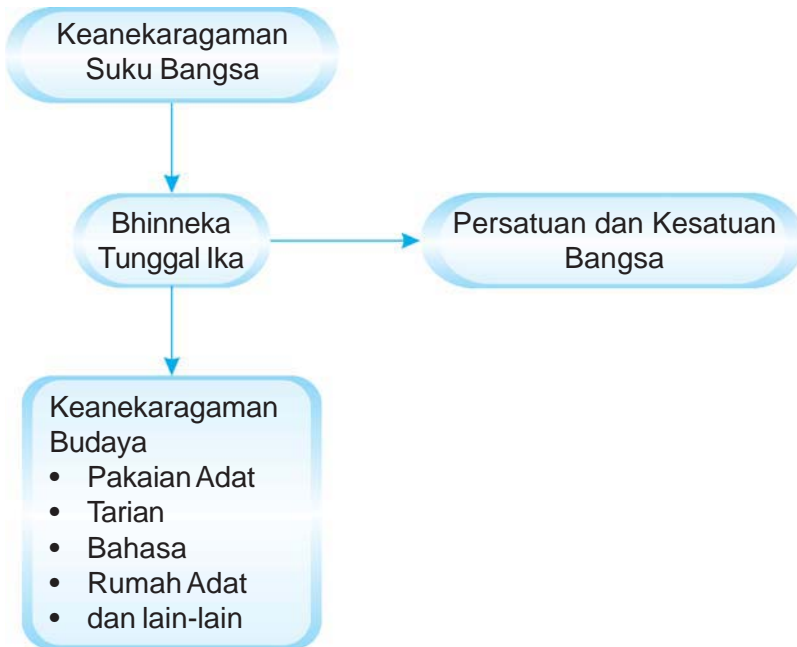 Keanekaragaman
Suku Bangsa
Bhinneka
Tunggal Ika
Persatuan dan Kesatuan
Bangsa
Keanekaragaman
Budaya
• Pakaian Adat
• Tarian
• Bahasa
• Rumah Adat
• dan lain-lain